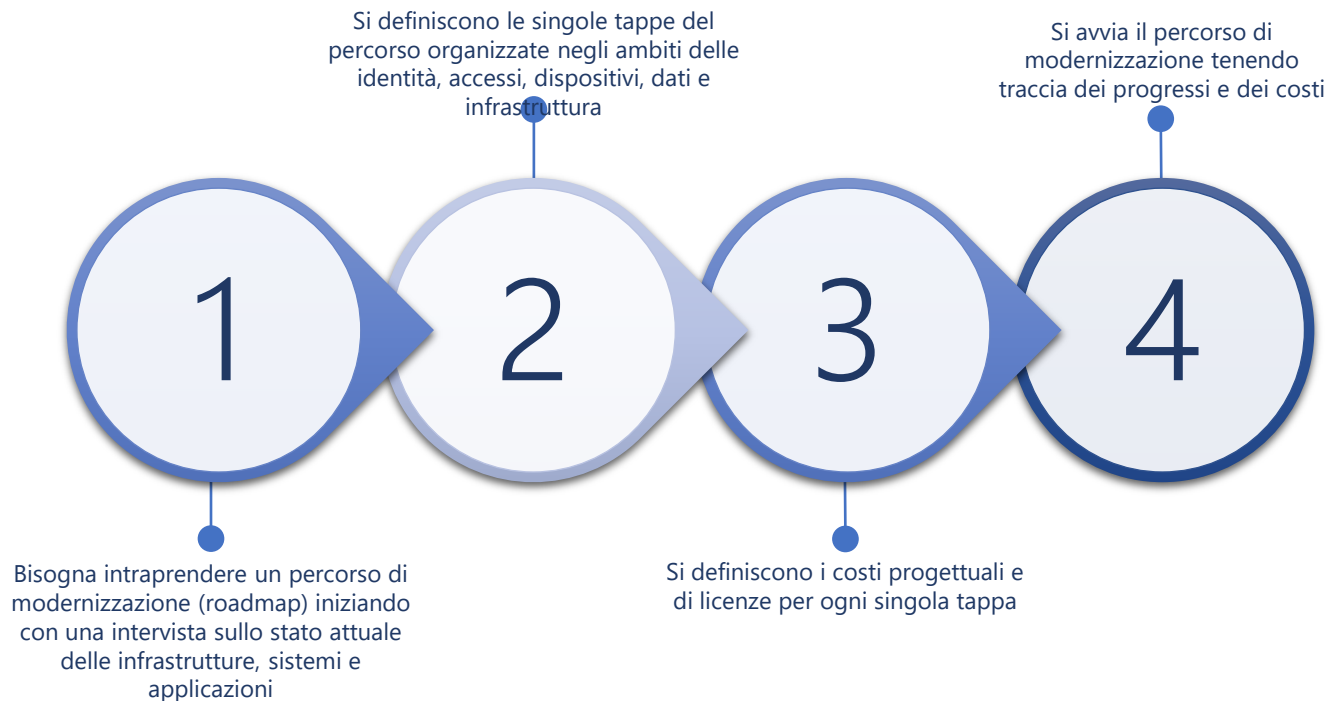 Si definiscono le singole tappe del
percorso organizzate negli ambiti delle
identità, accessi, dispositivi, dati e
infrastruttura
Si avvia il percorso di
modernizzazione tenendo
traccia dei progressi e dei costi
1
2
3
4
Bisogna intraprendere un percorso di
modernizzazione (roadmap) iniziando
con una intervista sullo stato attuale
delle infrastrutture, sistemi e
applicazioni
Si definiscono i costi progettuali e
di licenze per ogni singola tappa